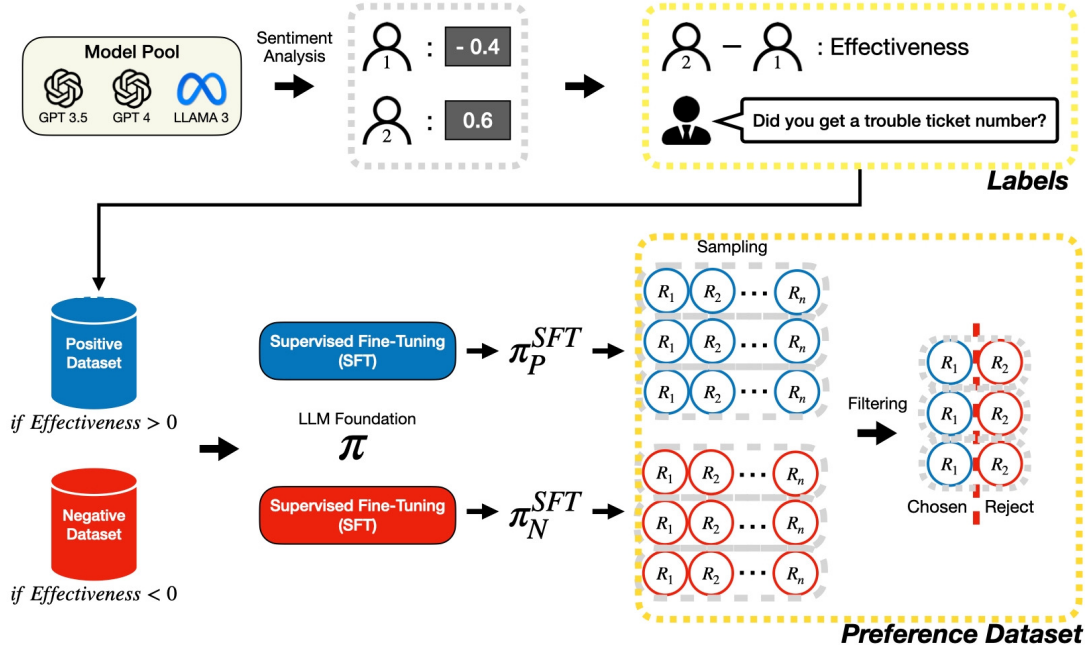 Model Pool
GPT 3.5
GPT 4
LLAMA 3
Sentiment
Analysis
1 : - 0.4
2 : 0.6
2 − 1 : Effectiveness
Did you get a trouble ticket number?
Labels
Positive
Dataset
if Effectiveness > 0
Negative
Dataset
if Effectiveness < 0
Supervised Fine-Tuning
(SFT)
LLM Foundation
π
Supervised Fine-Tuning
(SFT)
π_P^SFT
π_N^SFT
Sampling
R1 R2 ··· Rn
R1 R2 ··· Rn
R1 R2 ··· Rn
R1 R2 ··· Rn
R1 R2 ··· Rn
R1 R2 ··· Rn
Filtering
R1 R2
R1 R2
R1 R2
Chosen Reject
Preference Dataset